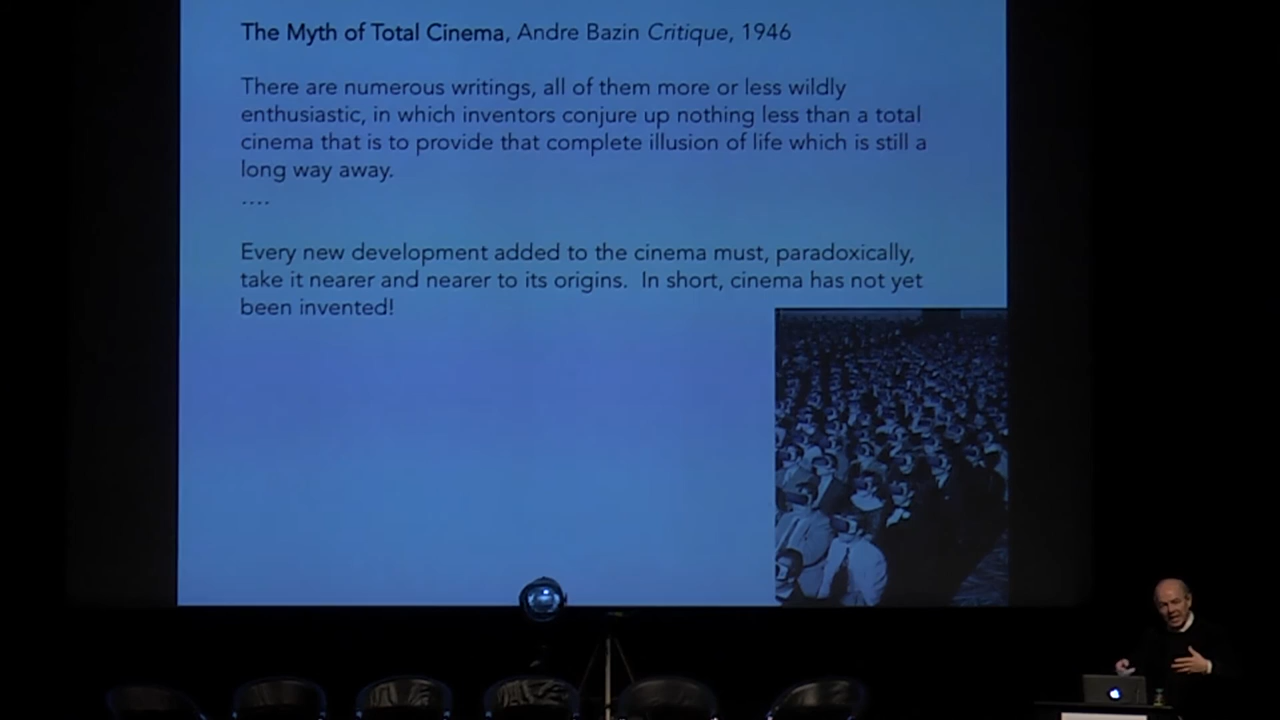 The Myth of Total Cinema, Andre Bazin Critique, 1946
There are numerous writings, all of them more or less wildly
enthusiastic, in which inventors conjure up nothing less than a total
cinema that is to provide that complete illusion of life which is still a
long way away.
....
Every new development added to the cinema must, paradoxically,
take it nearer and nearer to its origins. In short, cinema has not yet
been invented!